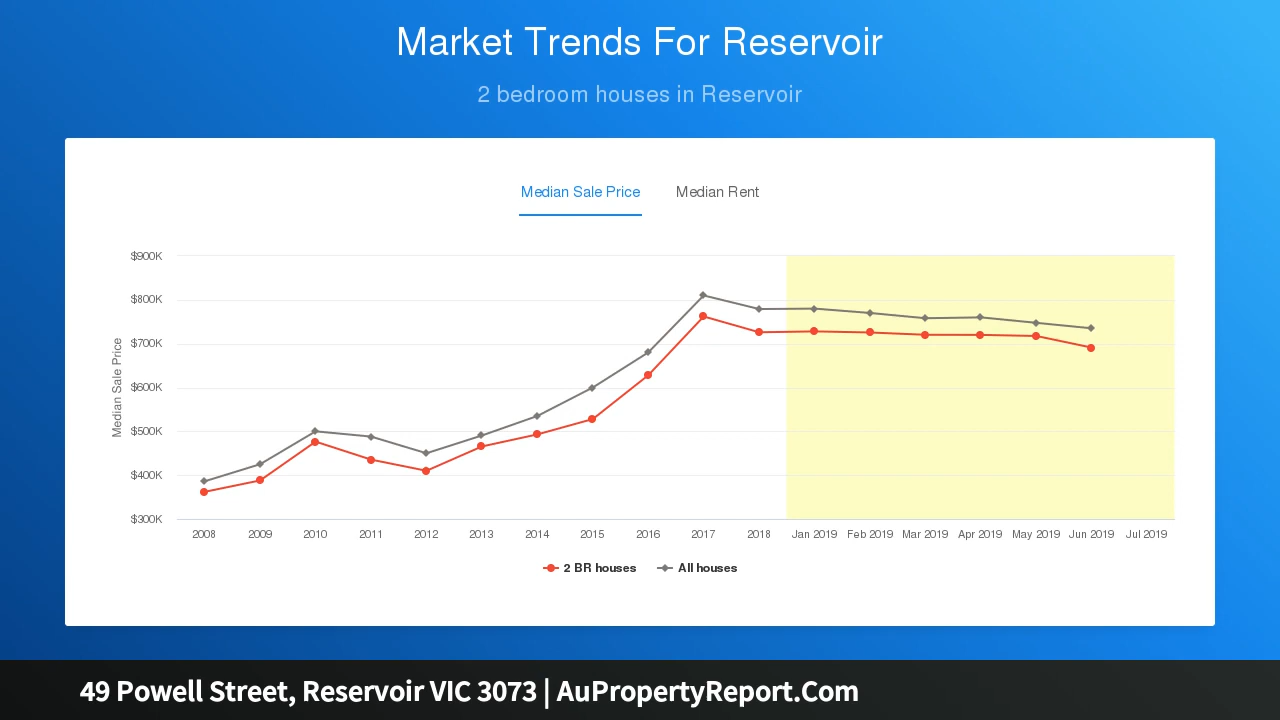 Market Trends For Reservoir
2 bedroom houses in Reservoir
Median Sale Price Median Rent
Median Sale Price
$900K
$800K
$700K
$600K
$500K
$400K
$300K
2008 2009 2010 2011 2012 2013 2014 2015 2016 2017 2018 Jan 2019 Feb 2019 Mar 2019 Apr 2019 May 2019 Jun 2019 Jul 2019
2 BR houses All houses
49 Powell Street, Reservoir VIC 3073 | AuPropertyReport.Com